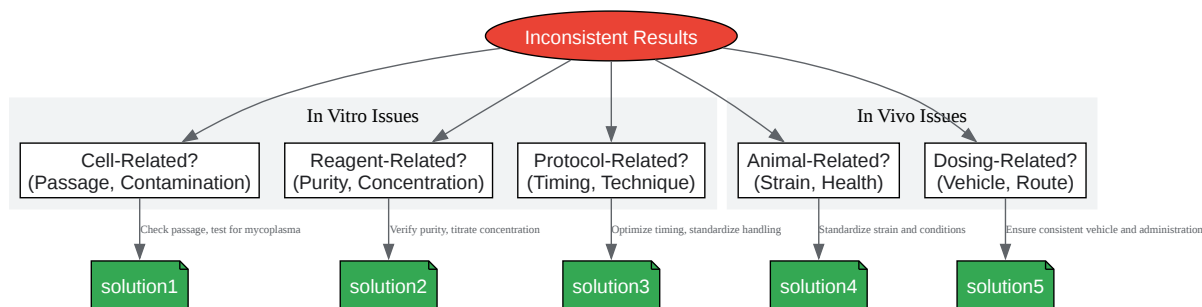 Inconsistent Results
In Vitro Issues
In Vivo Issues
Cell-Related?
(Passage, Contamination)
Reagent-Related?
(Purity, Concentration)
Protocol-Related?
(Timing, Technique)
Animal-Related?
(Strain, Health)
Dosing-Related?
(Vehicle, Route)
Check passage, test for mycoplasma
Verify purity, titrate concentration
Optimize timing, standardize handling
Standardize strain and conditions
Ensure consistent vehicle and administration
solution1
solution2
solution3
solution4
solution5